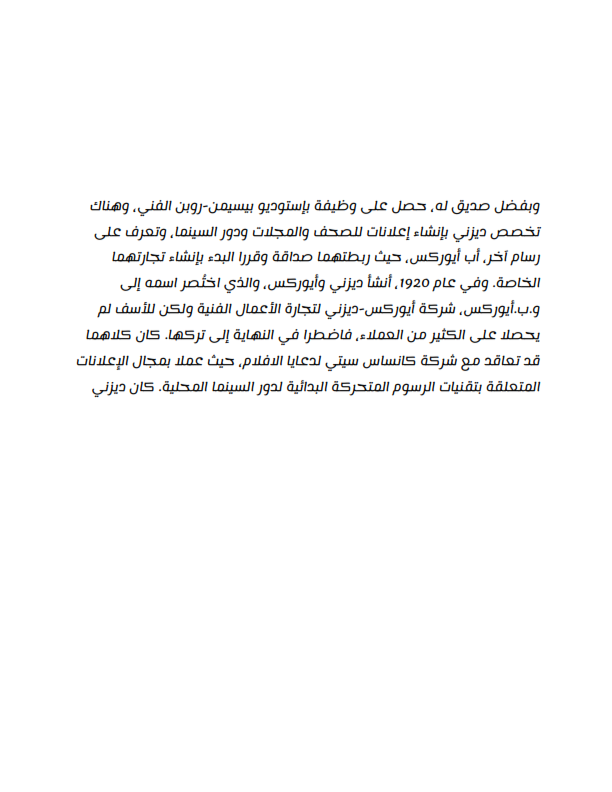 وبفضل صديق له، حصل على وظيفة بإستوديو بيسيمن-روبن الفني، وهناك
تخصص ديزني بإنشاء إعلانات للصحف والمجلات ودور السينما، وتعرف على
رسام آخر، أب أيوركس، حيث ربطتهما صداقة وقررا البدء بإنشاء تجارتهما
الخاصة. وفي عام 1920، أنشأ ديزني وأيوركس، والذي اختُصر اسمه إلى
و.ب.أيوركس، شركة أيوركس-ديزني لتجارة الأعمال الفنية ولكن للأسف لم
يحصلا على الكثير من العملاء، فاضطرا في النهاية إلى تركها. كان كلاهما
قد تعاقد مع شركة كانساس سيتي لدعايا الافلام، حيث عملا بمجال الإعلانات
المتعلقة بتقنيات الرسوم المتحركة البدائية لدور السينما المحلية. كان ديزني